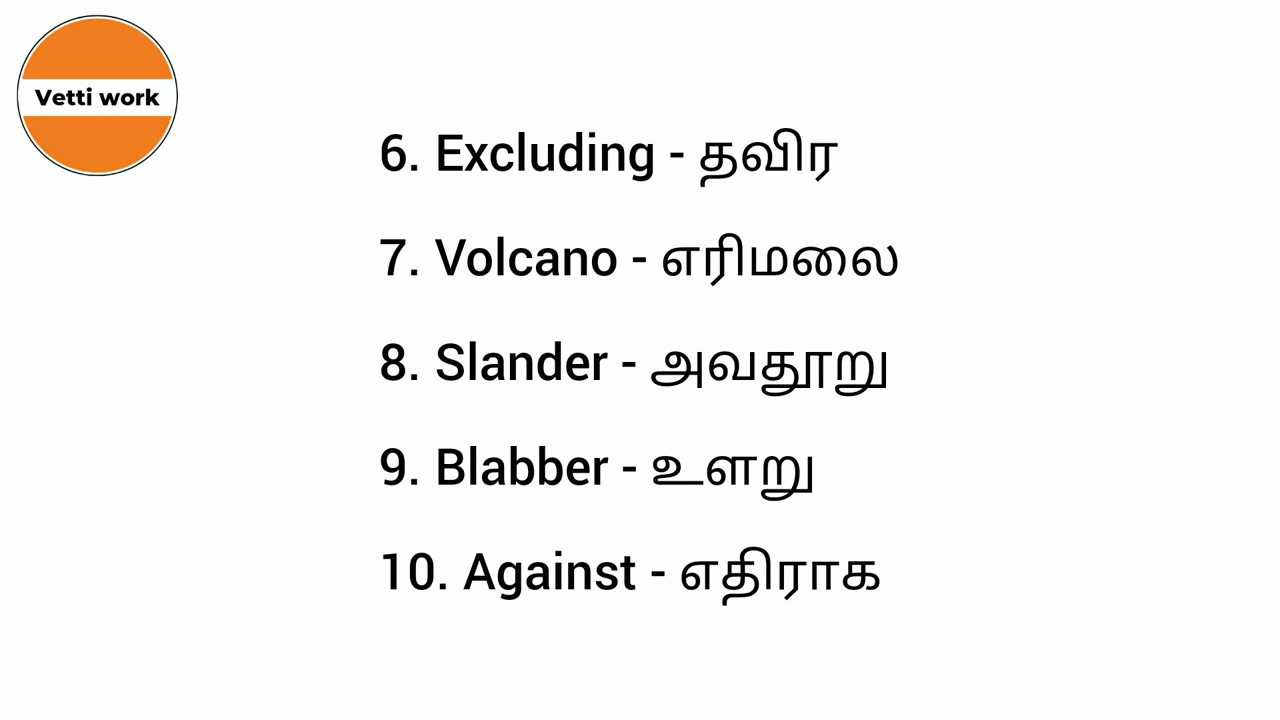 Vetti work
6. Excluding - தவிர
7. Volcano - எரிமலை
8. Slander - அவதூறு
9. Blabber - உளறு
10. Against - எதிராக